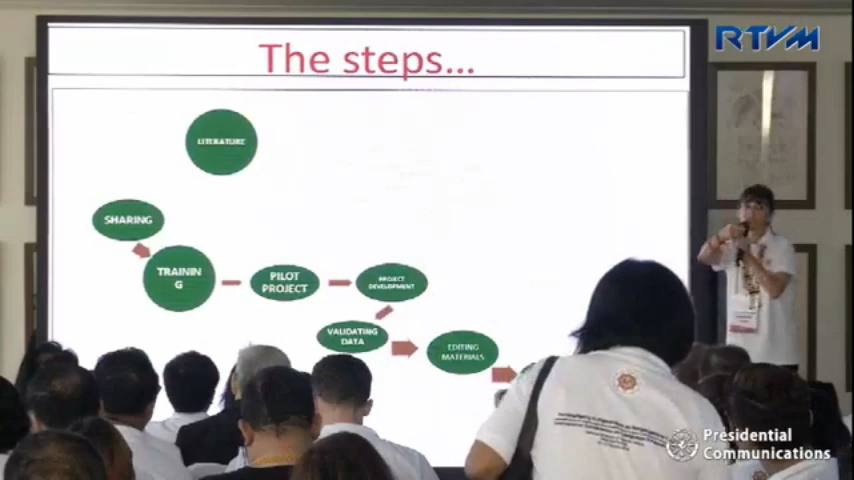 The steps...
RTVM
LITERATURE
SHARING
TRAININ
G
PILOT
PROJECT
PROJECT
DEVELOPMENT
VALIDATING
DATA
EDITING
MATERIALS
Presidential
Communications